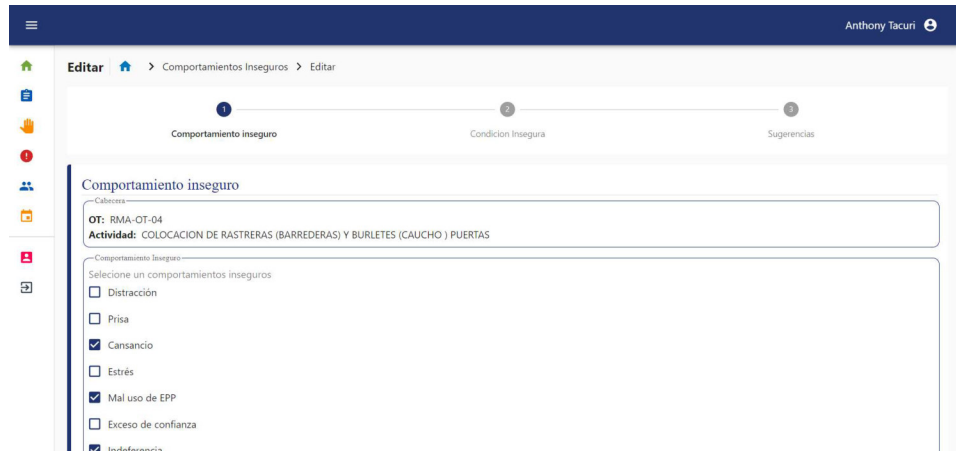 Anthony Tacuri
Editar > Comportamientos Inseguros > Editar
1 2 3
Comportamiento inseguro Condicion Insegura Sugerencias
Comportamiento inseguro
Cabecera
OT: RMA-OT-04
Actividad: COLOCACION DE RASTRERAS (BARREDERAS) Y BURLETES (CAUCHO ) PUERTAS
Comportamiento Inseguro
Selecione un comportamientos inseguros
Distracción
Prisa
Cansancio
Estrés
Mal uso de EPP
Exceso de confianza
Indeferencia